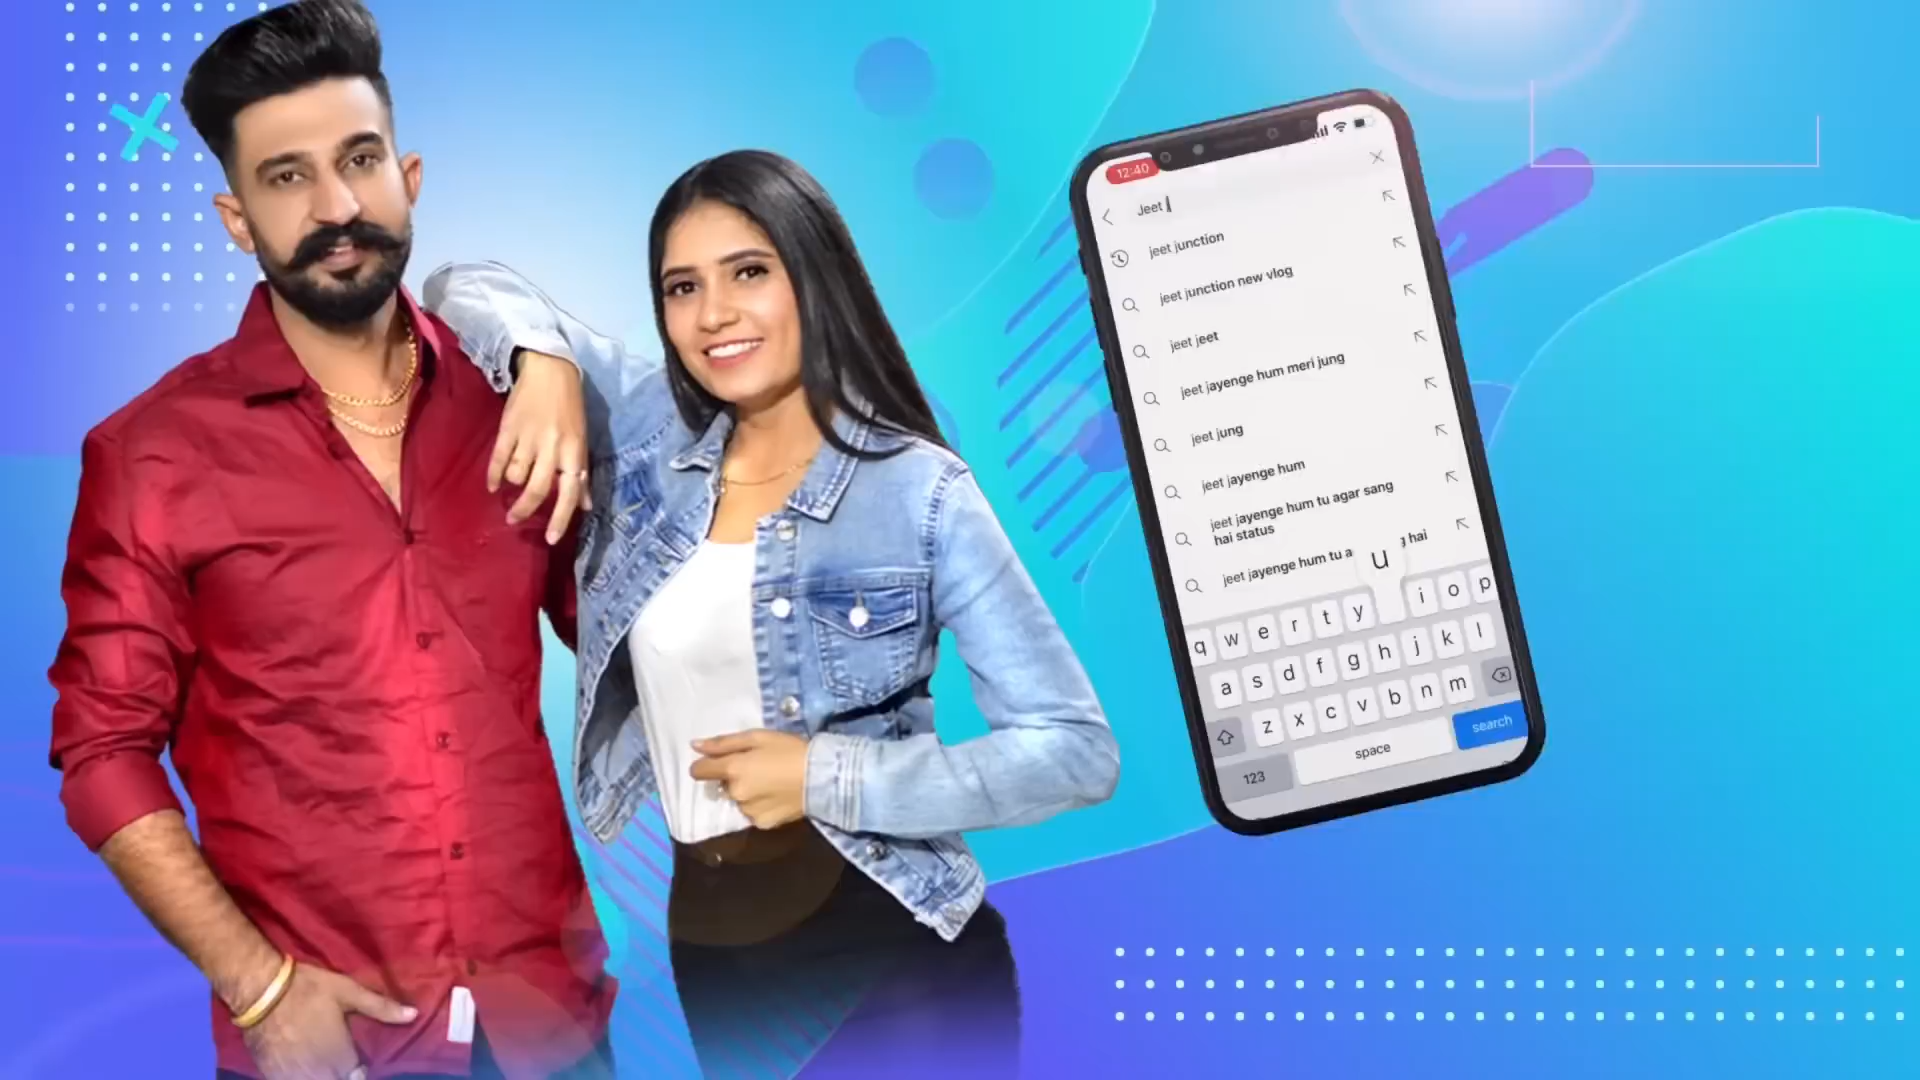 12:40
Jeet
jeet junction
jeet junction new vlog
jeet jeet
jeet jayenge hum meri jung
jeet jung
jeet jayenge hum
jeet jayenge hum tu agar sang
hai status
jeet jayenge hum tu a g hai
u
q w e r t y i o p
a s d f g h j k l
z x c v b n m
123 space search